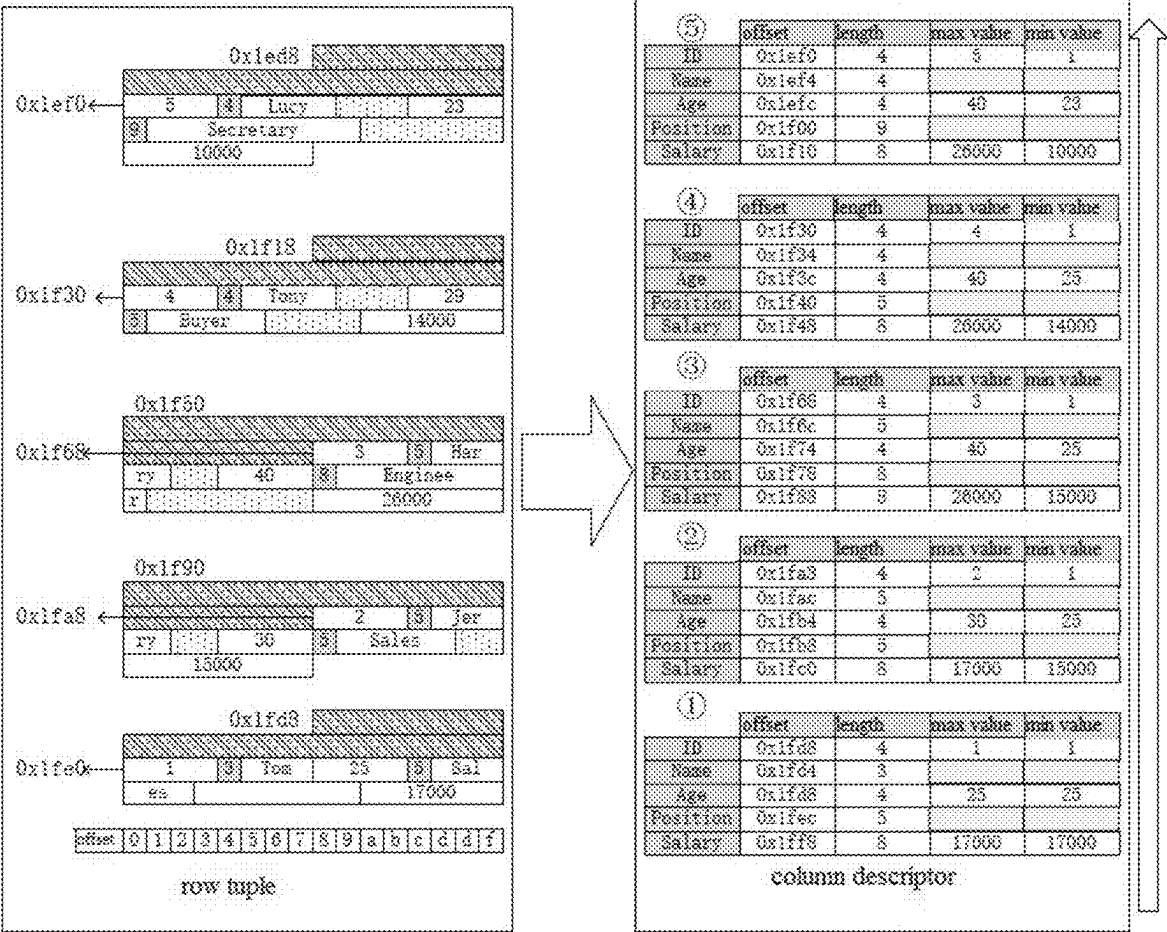 0x1ed8
0x1ef0
5 4 Lucy 23
9 Secretary
10000
0x1f18
0x1f30
4 4 Tony 29
5 Buyer 14000
0x1f50
0x1f68
3 5 Har
ry 40 8 Enginee
r 26000
0x1f90
0x1fa8
2 5 Jer
ry 30 5 Sales
15000
0x1fd8
0x1fe0
1 3 Tom 25 5 Sal
es 17000
offset 0 1 2 3 4 5 6 7 8 9 a b c d d f
row tuple
⑤ offset length max value min value
ID 0x1ef0 4 5 1
Name 0x1ef4 4
Age 0x1efc 4 40 23
Position 0x1f00 9
Salary 0x1f10 8 26000 10000
④ offset length max value min value
ID 0x1f30 4 4 1
Name 0x1f34 4
Age 0x1f3c 4 40 25
Position 0x1f40 5
Salary 0x1f48 8 26000 14000
③ offset length max value min value
ID 0x1f68 4 3 1
Name 0x1f6c 5
Age 0x1f74 4 40 25
Position 0x1f78 8
Salary 0x1f88 9 26000 15000
② offset length max value min value
ID 0x1fa8 4 2 1
Name 0x1fac 5
Age 0x1fb4 4 30 25
Position 0x1fb8 5
Salary 0x1fc0 8 17000 15000
① offset length max value min value
ID 0x1fd8 4 1 1
Name 0x1fd4 3
Age 0x1fd8 4 25 25
Position 0x1fec 5
Salary 0x1ff8 8 17000 17000
column descriptor